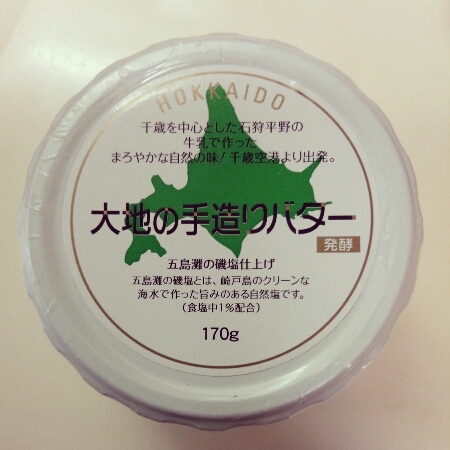 HOKKAIDO
千歳を中心とした石狩平野の
牛乳で作った
まろやかな自然の味!千歳空港より出発。
大地の手造りバター
発酵
五島灘の磯塩仕上げ
五島灘の磯塩とは、崎戸島のクリーンな
海水で作った旨みのある自然塩です。
(食塩中1%配合)
170g